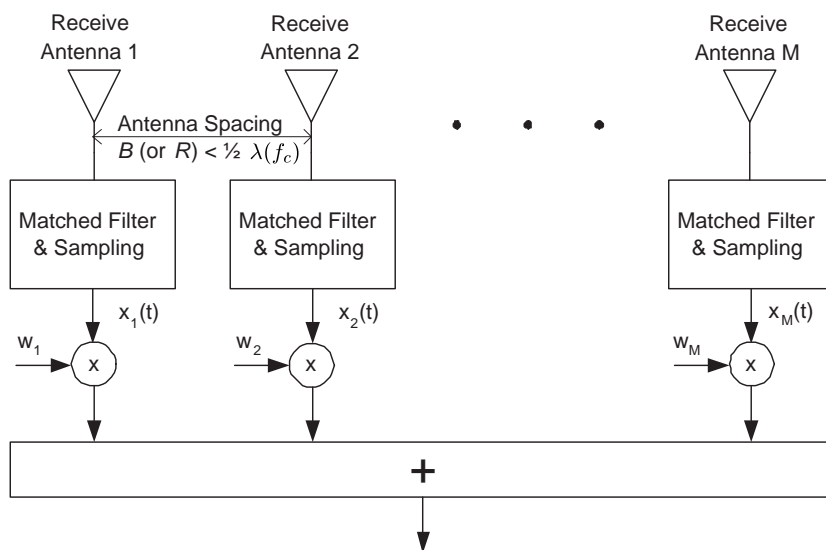 Receive
Antenna 1
Receive
Antenna 2
Receive
Antenna M
Antenna Spacing
B (or R) < ½ λ(f_c)
Matched Filter
& Sampling
Matched Filter
& Sampling
Matched Filter
& Sampling
x_1(t)
x_2(t)
x_M(t)
w_1
x
w_2
x
w_M
x
+